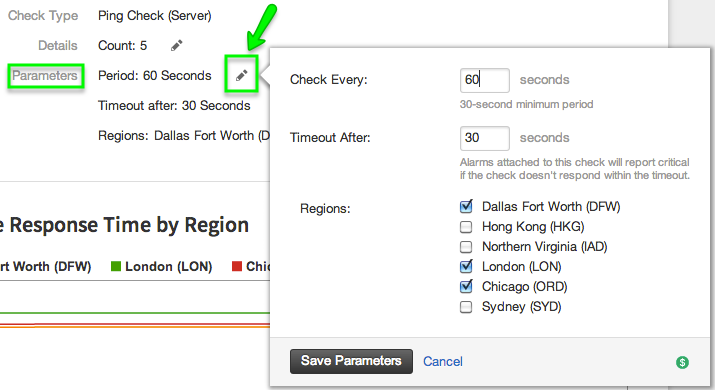 Check Type Ping Check (Server)
Details Count: 5
Parameters Period: 60 Seconds
Timeout after: 30 Seconds
Regions: Dallas Fort Worth (D
Response Time by Region
rt Worth (DFW) London (LON) Chi
Check Every: 60 seconds
30-second minimum period
Timeout After: 30 seconds
Alarms attached to this check will report critical
if the check doesn't respond within the timeout.
Regions: Dallas Fort Worth (DFW)
Hong Kong (HKG)
Northern Virginia (IAD)
London (LON)
Chicago (ORD)
Sydney (SYD)
Save Parameters Cancel $